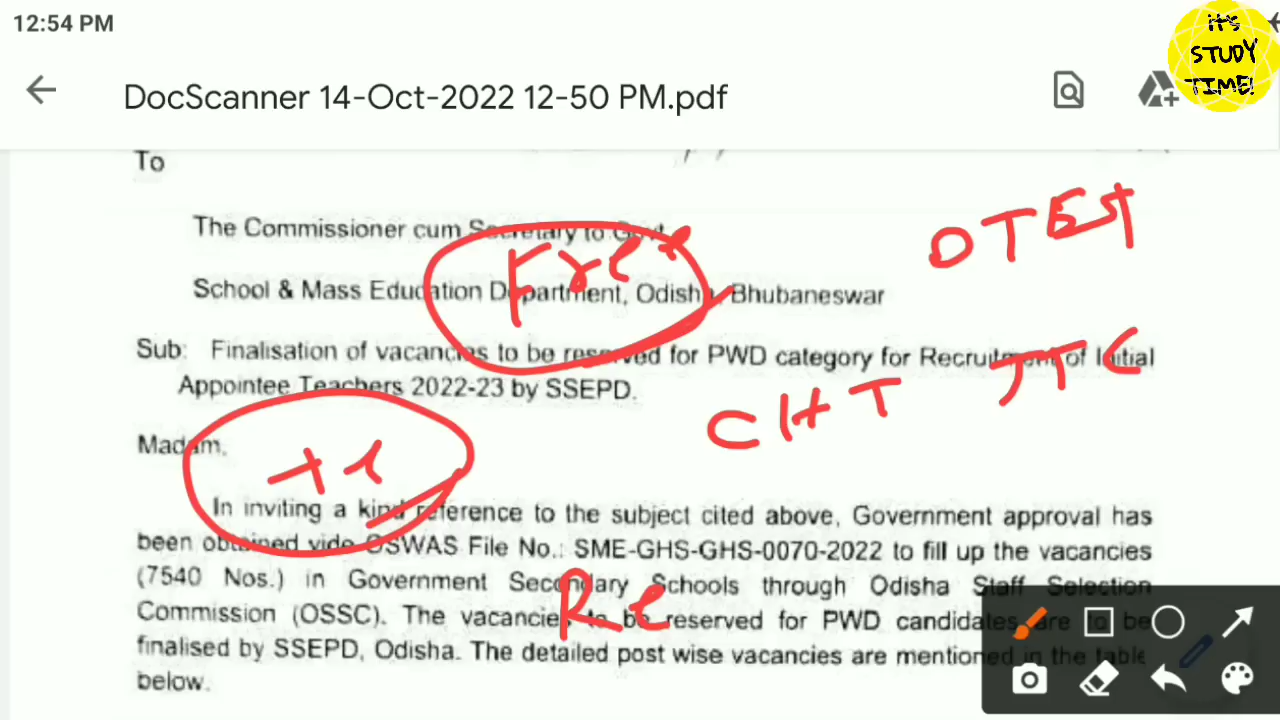 12:54 PM
IT'S
STUDY
TIME!
DocScanner 14-Oct-2022 12-50 PM.pdf
To
The Commissioner cum Secretary to Govt.
School & Mass Education Department, Odisha, Bhubaneswar
Sub: Finalisation of vacancies to be reserved for PWD category for Recruitment of Initial
Appointee Teachers 2022-23 by SSEPD.
Madam,
In inviting a kind reference to the subject cited above, Government approval has
been obtained vide OSWAS File No.: SME-GHS-GHS-0070-2022 to fill up the vacancies
(7540 Nos.) in Government Secondary Schools through Odisha Staff Selection
Commission (OSSC). The vacancies to be reserved for PWD candidates are to be
finalised by SSEPD, Odisha. The detailed post wise vacancies are mentioned in the table
below.
Free
CHT
Re